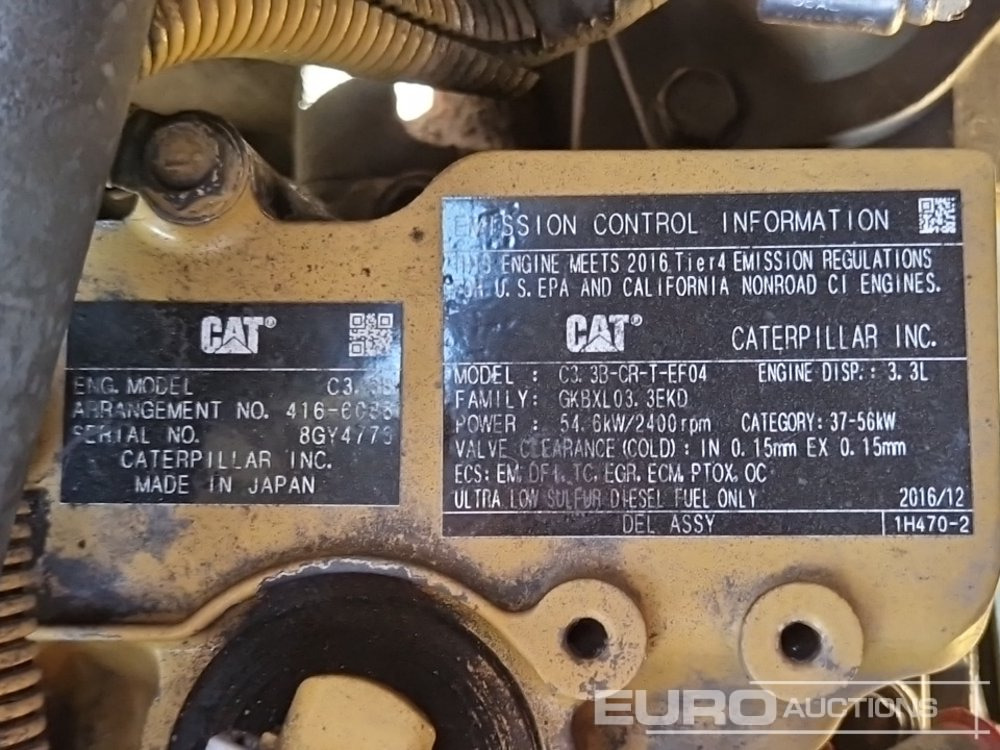 CAT®
ENG. MODEL C3.3B
ARRANGEMENT NO.
SERIAL NO.
CATERPILLAR INC.
MADE IN JAPAN
EMISSION CONTROL INFORMATION
THIS ENGINE MEETS 2016 Tier4 EMISSION REGULATIONS
FOR U.S. EPA AND CALIFORNIA NONROAD CI ENGINES.
CAT® CATERPILLAR INC.
MODEL : C3.3B-CR-T-EF04 ENGINE DISP.: 3.3L
FAMILY: GKBXL03.3EKD
POWER : 54.6kW/2400rpm CATEGORY: 37-56kW
VALVE CLEARANCE(COLD): IN 0.15mm EX 0.15mm
ECS: EM, TC, EGR, ECM, PTOX, OC
ULTRA LOW SULFUR DIESEL FUEL ONLY 2016/12
DEL ASSY 1H470-2
EURO AUCTIONS